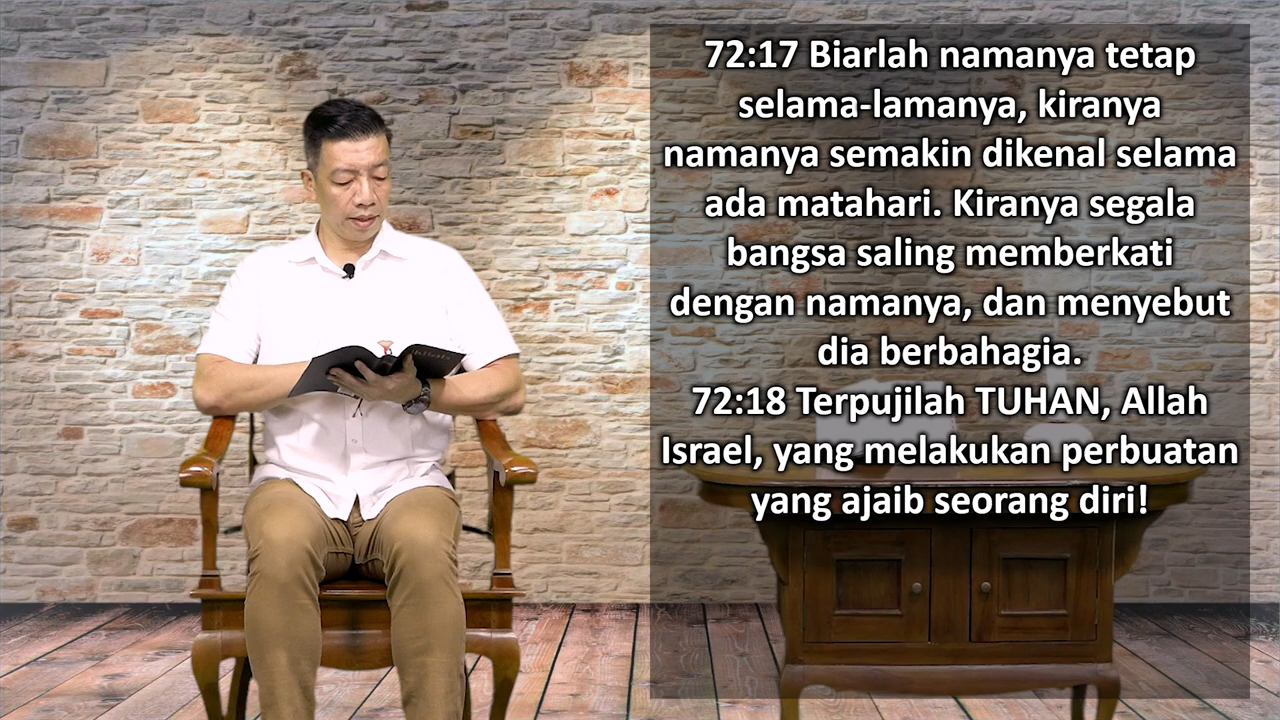 72:17 Biarlah namanya tetap
selama-lamanya, kiranya
namanya semakin dikenal selama
ada matahari. Kiranya segala
bangsa saling memberkati
dengan namanya, dan menyebut
dia berbahagia.
72:18 Terpujilah TUHAN, Allah
Israel, yang melakukan perbuatan
yang ajaib seorang diri!